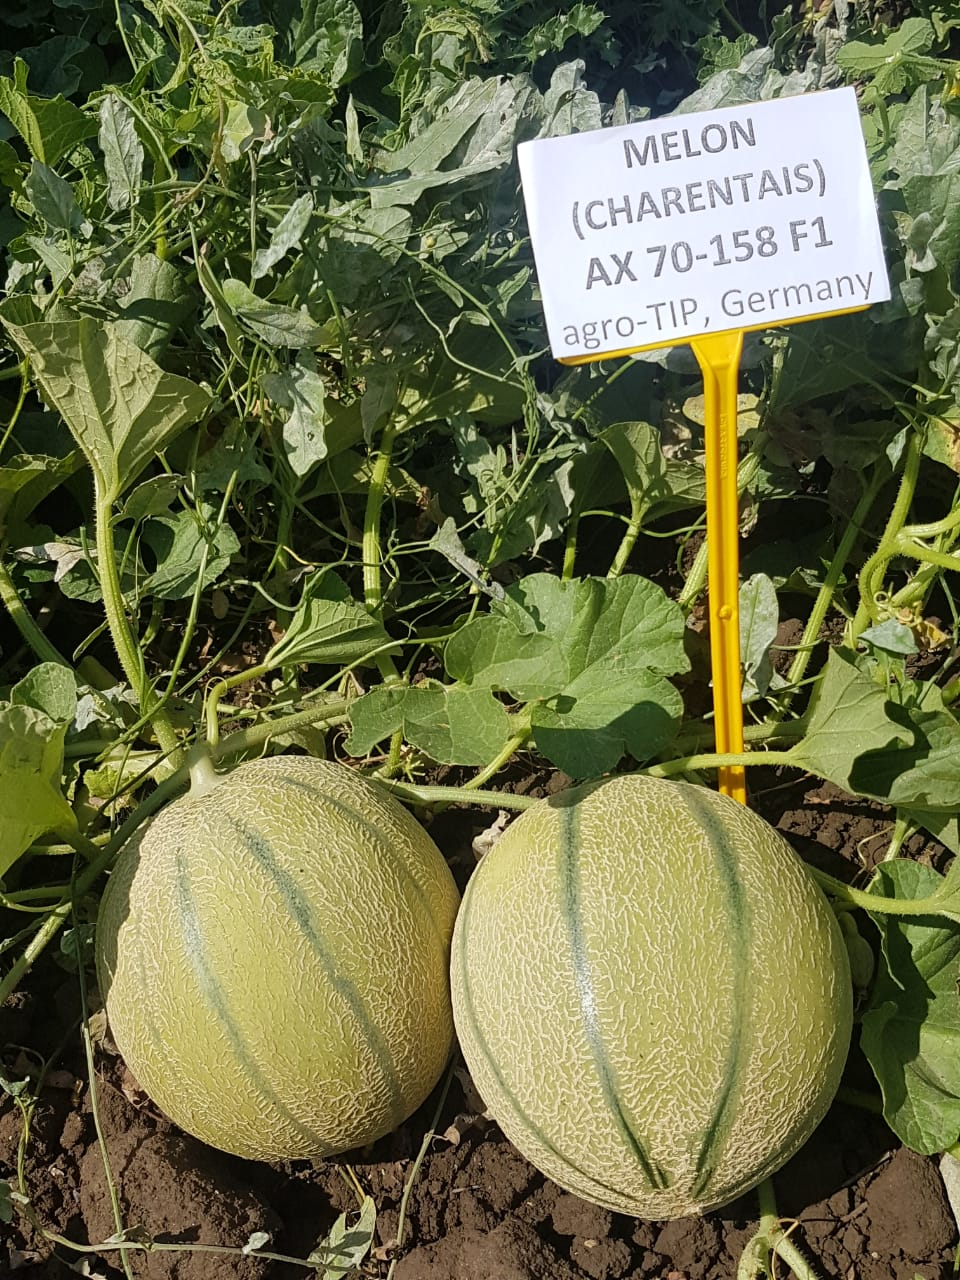 MELON
(CHARENTAIS)
AX 70-158 F1
agro-TIP, Germany